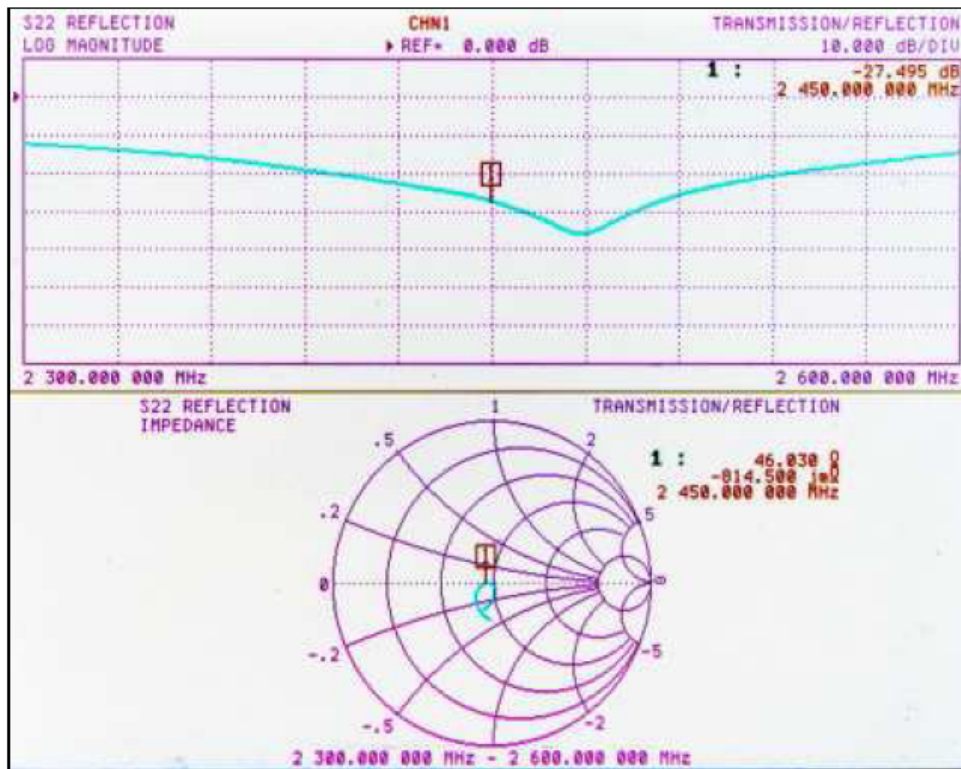 S22 REFLECTION CHN1 TRANSMISSION/REFLECTION
LOG MAGNITUDE ▶ REF= 0.000 dB 10.000 dB/DIV
1 : -27.495 dB
2 450.000 000 MHz
2 300.000 000 MHz 2 600.000 000 MHz
S22 REFLECTION 1 TRANSMISSION/REFLECTION
IMPEDANCE
.5 2
1 : 46.030 Ω
-814.500 jmΩ
2 450.000 000 MHz
.2 5
1
0 ∞
-.2 -5
-.5 -2
2 300.000 000 MHz - 2 600.000 000 MHz